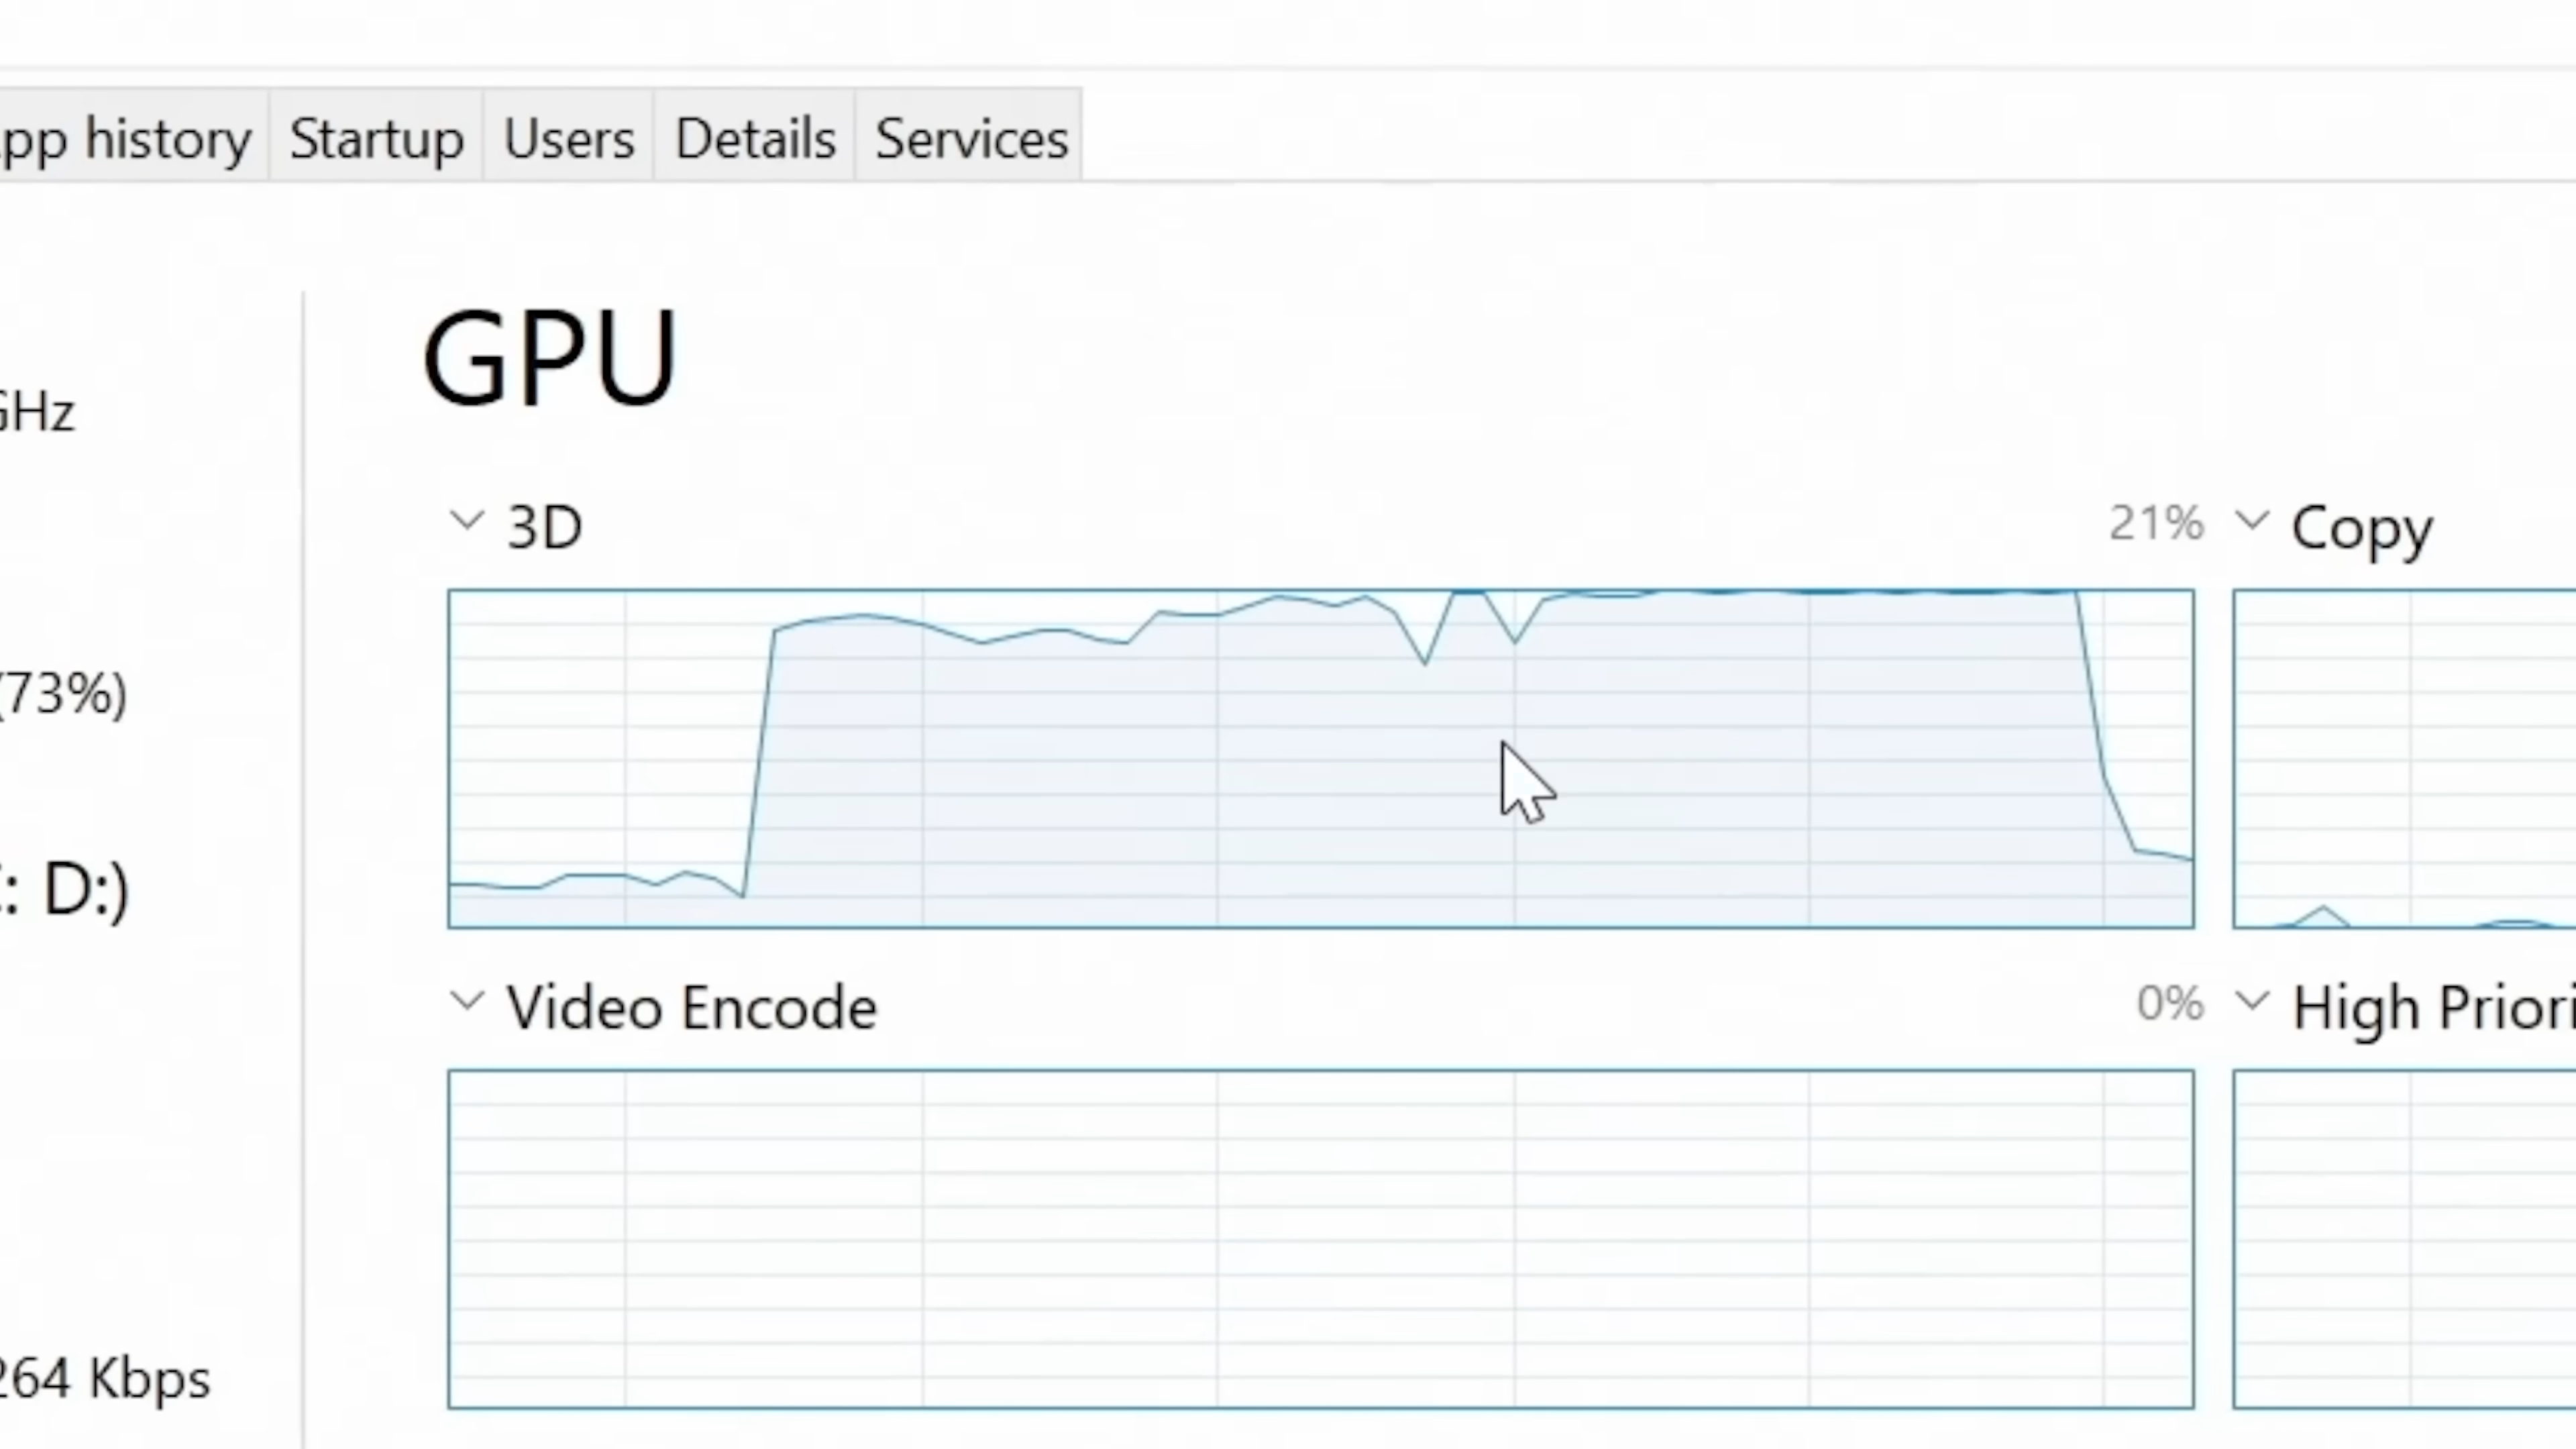 pp history Startup Users Details Services
GPU
GHz
3D 21% Copy
(73%)
: D:)
Video Encode 0% High Priori
264 Kbps